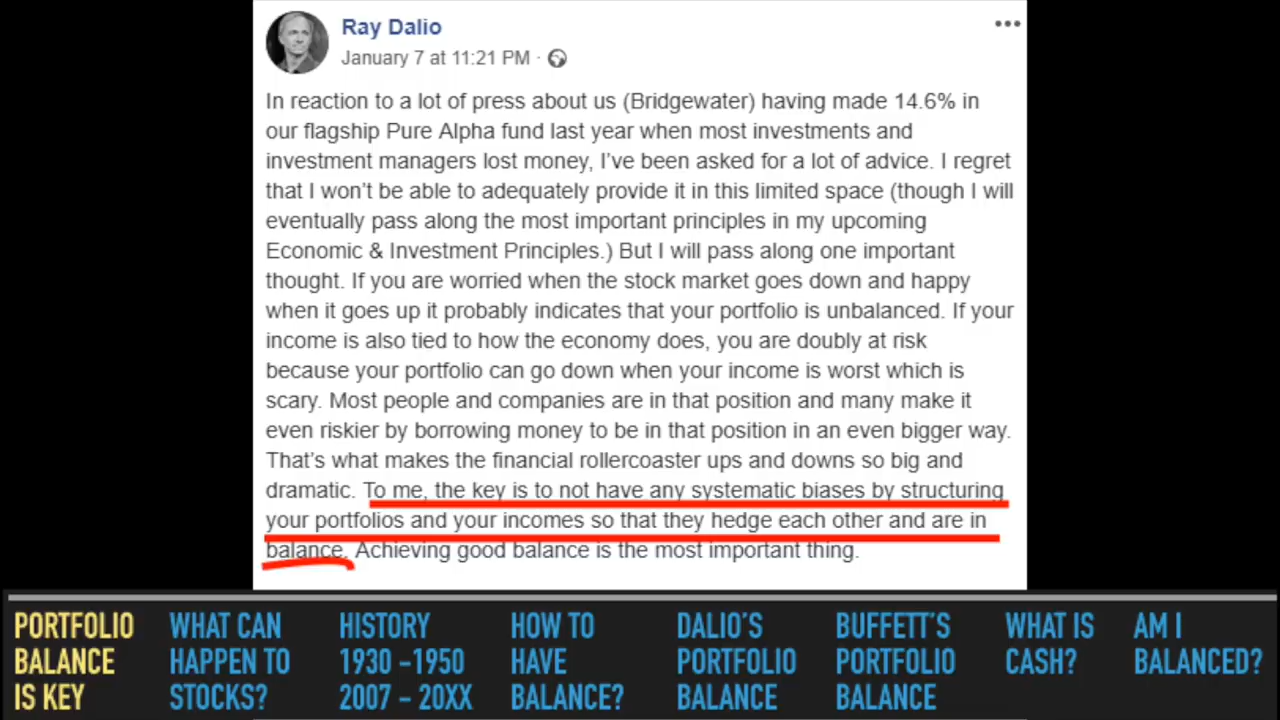 Ray Dalio
January 7 at 11:21 PM ·
In reaction to a lot of press about us (Bridgewater) having made 14.6% in
our flagship Pure Alpha fund last year when most investments and
investment managers lost money, I've been asked for a lot of advice. I regret
that I won't be able to adequately provide it in this limited space (though I will
eventually pass along the most important principles in my upcoming
Economic & Investment Principles.) But I will pass along one important
thought. If you are worried when the stock market goes down and happy
when it goes up it probably indicates that your portfolio is unbalanced. If your
income is also tied to how the economy does, you are doubly at risk
because your portfolio can go down when your income is worst which is
scary. Most people and companies are in that position and many make it
even riskier by borrowing money to be in that position in an even bigger way.
That's what makes the financial rollercoaster ups and downs so big and
dramatic. To me, the key is to not have any systematic biases by structuring
your portfolios and your incomes so that they hedge each other and are in
balance. Achieving good balance is the most important thing.
PORTFOLIO
BALANCE
IS KEY
WHAT CAN
HAPPEN TO
STOCKS?
HISTORY
1930 –1950
2007 – 20XX
HOW TO
HAVE
BALANCE?
DALIO'S
PORTFOLIO
BALANCE
BUFFETT'S
PORTFOLIO
BALANCE
WHAT IS
CASH?
AM I
BALANCED?